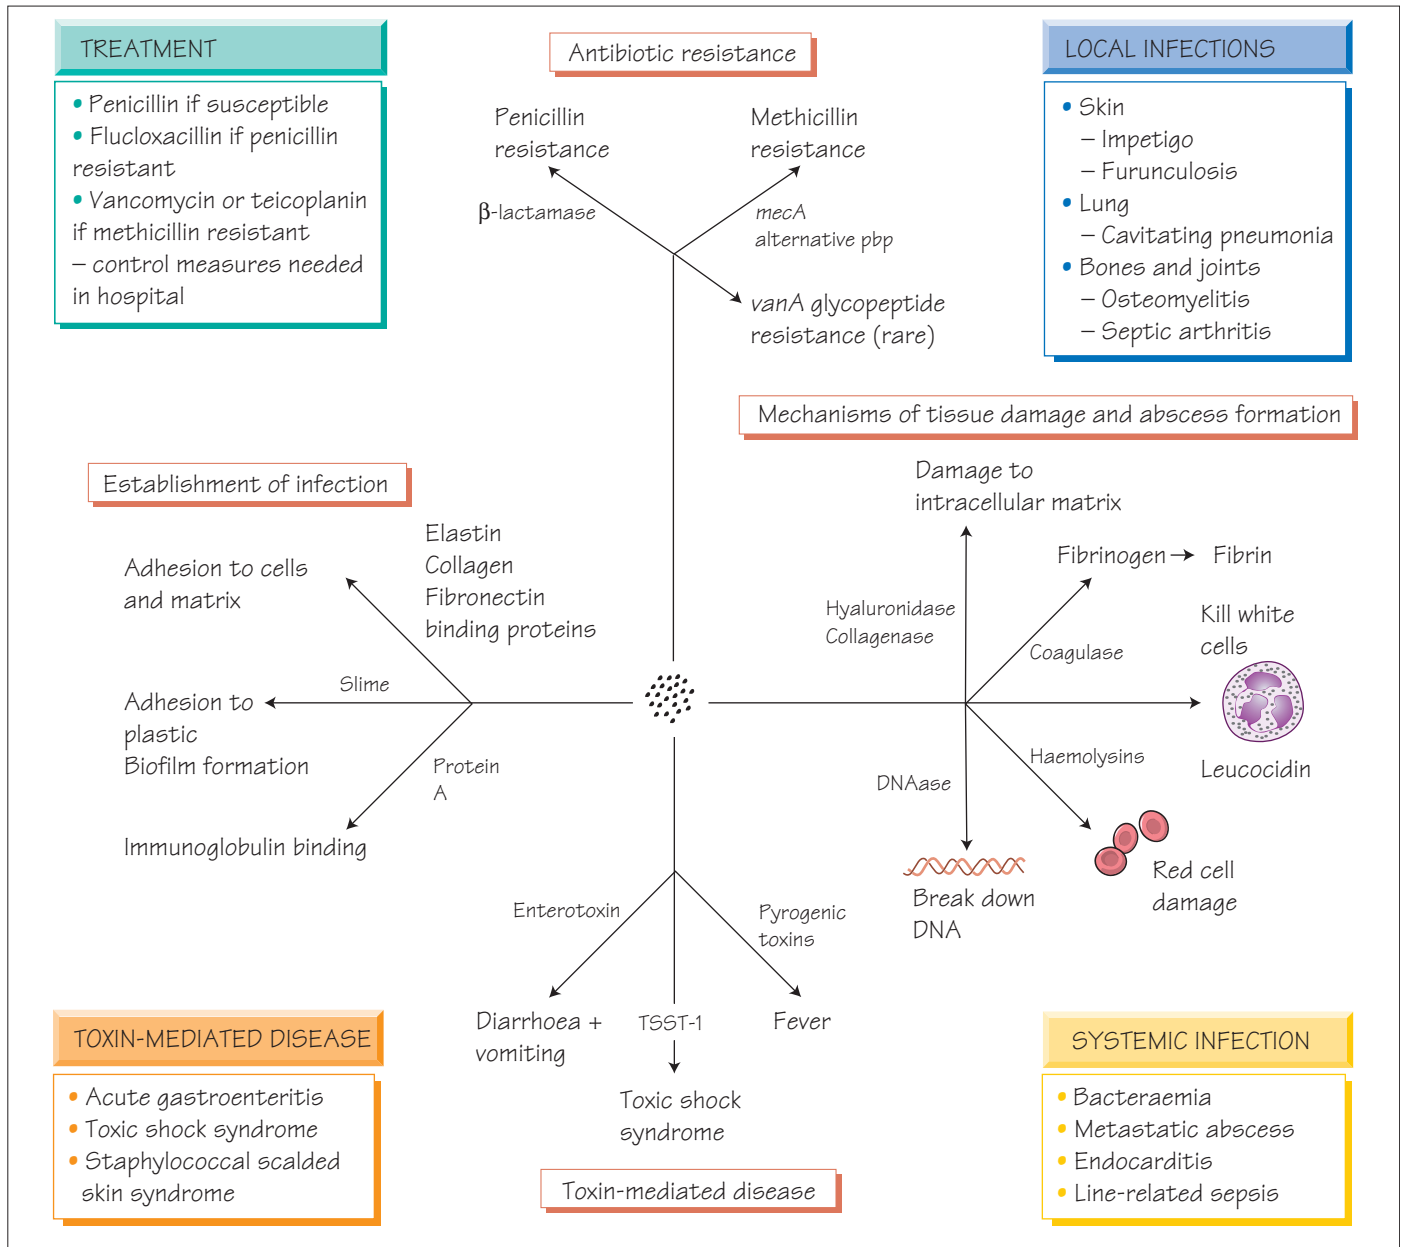 TREATMENT
• Penicillin if susceptible
• Flucloxacillin if penicillin
resistant
• Vancomycin or teicoplanin
if methicillin resistant
– control measures needed
in hospital
Antibiotic resistance
Penicillin
resistance
Methicillin
resistance
β-lactamase
mecA
alternative pbp
vanA glycopeptide
resistance (rare)
LOCAL INFECTIONS
• Skin
– Impetigo
– Furunculosis
• Lung
– Cavitating pneumonia
• Bones and joints
– Osteomyelitis
– Septic arthritis
Mechanisms of tissue damage and abscess formation
Damage to
intracellular matrix
Hyaluronidase
Collagenase
Fibrinogen → Fibrin
Coagulase
Kill white
cells
Leucocidin
Haemolysins
Red cell
damage
DNAase
Break down
DNA
Establishment of infection
Elastin
Collagen
Fibronectin
binding proteins
Adhesion to cells
and matrix
Slime
Adhesion to
plastic
Biofilm formation
Protein
A
Immunoglobulin binding
Enterotoxin
Pyrogenic
toxins
Diarrhoea +
vomiting
TSST-1
Fever
Toxic shock
syndrome
Toxin-mediated disease
TOXIN-MEDIATED DISEASE
• Acute gastroenteritis
• Toxic shock syndrome
• Staphylococcal scalded
skin syndrome
SYSTEMIC INFECTION
• Bacteraemia
• Metastatic abscess
• Endocarditis
• Line-related sepsis